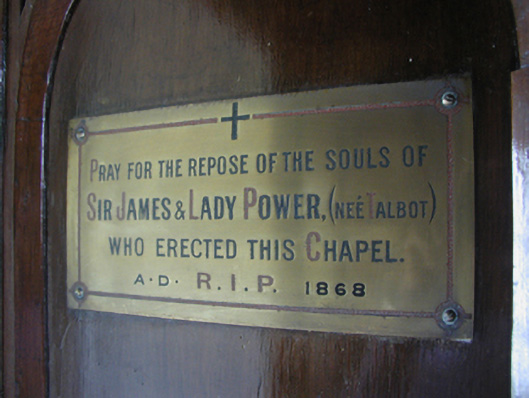 PRAY FOR THE REPOSE OF THE SOULS OF
SIR JAMES & LADY POWER, (NEÉ TALBOT)
WHO ERECTED THIS CHAPEL.
A·D· R.I.P. 1868